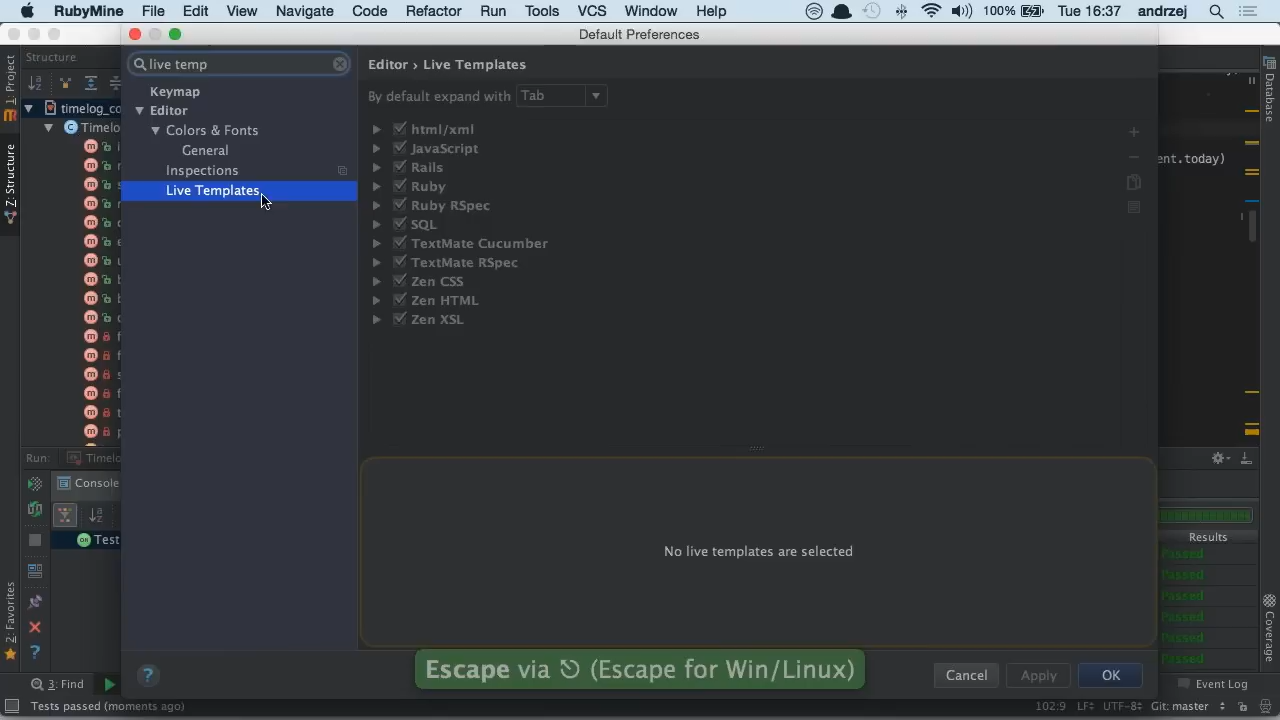 RubyMine File Edit View Navigate Code Refactor Run Tools VCS Window Help 100% Tue 16:37 andrzej
Default Preferences
Structure
1: Project
Z: Structure
2: Favorites
Database
Coverage
live temp
Editor › Live Templates
Keymap
By default expand with Tab
Editor
timelog_co
Colors & Fonts
html/xml
Timelo
General
JavaScript
ent.today)
Inspections
Rails
Live Templates
Ruby
Ruby RSpec
SQL
TextMate Cucumber
TextMate RSpec
Zen CSS
Zen HTML
Zen XSL
Run: Timelo
Console
Test
No live templates are selected
Results
Passed
Passed
Passed
Passed
Passed
Passed
Escape via ⎋ (Escape for Win/Linux)
Cancel Apply OK
3: Find
Event Log
Tests passed (moments ago)
102:9 LF UTF-8 Git: master